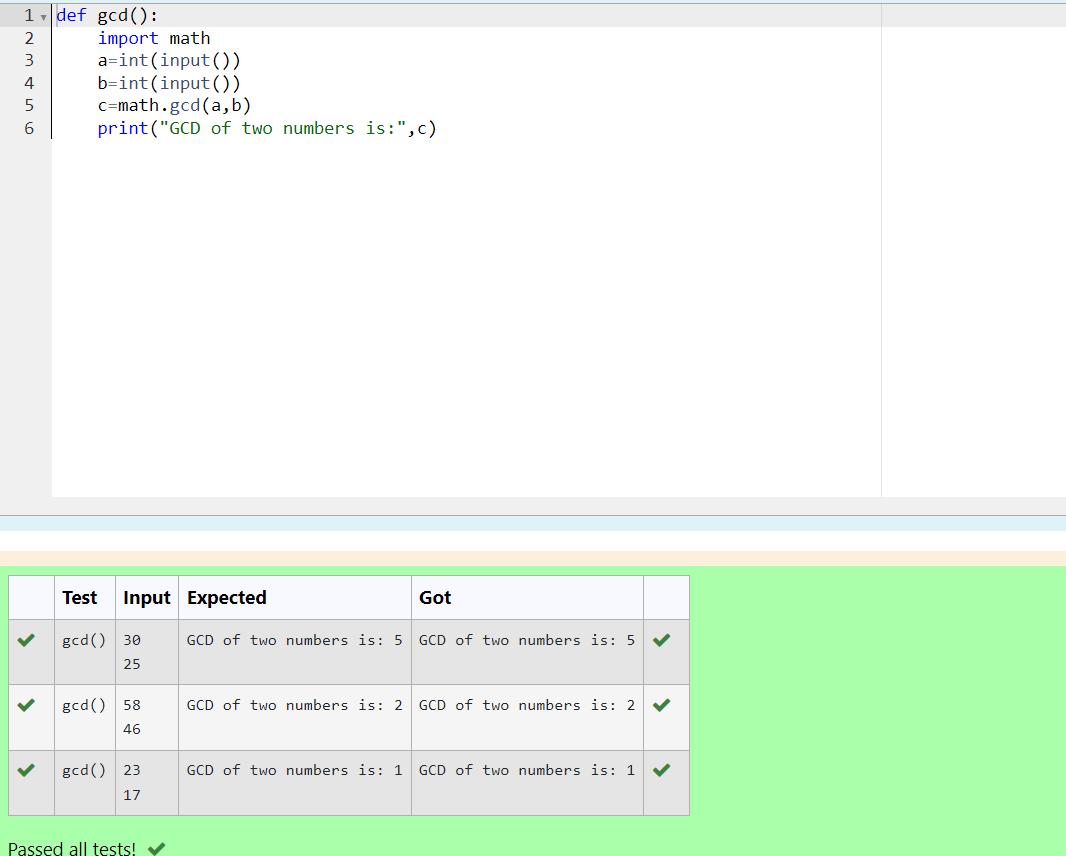 1 def gcd():
2     import math
3     a=int(input())
4     b=int(input())
5     c=math.gcd(a,b)
6     print("GCD of two numbers is:",c)
Test Input Expected Got
gcd() 30 GCD of two numbers is: 5 GCD of two numbers is: 5
25
gcd() 58 GCD of two numbers is: 2 GCD of two numbers is: 2
46
gcd() 23 GCD of two numbers is: 1 GCD of two numbers is: 1
17
Passed all tests!